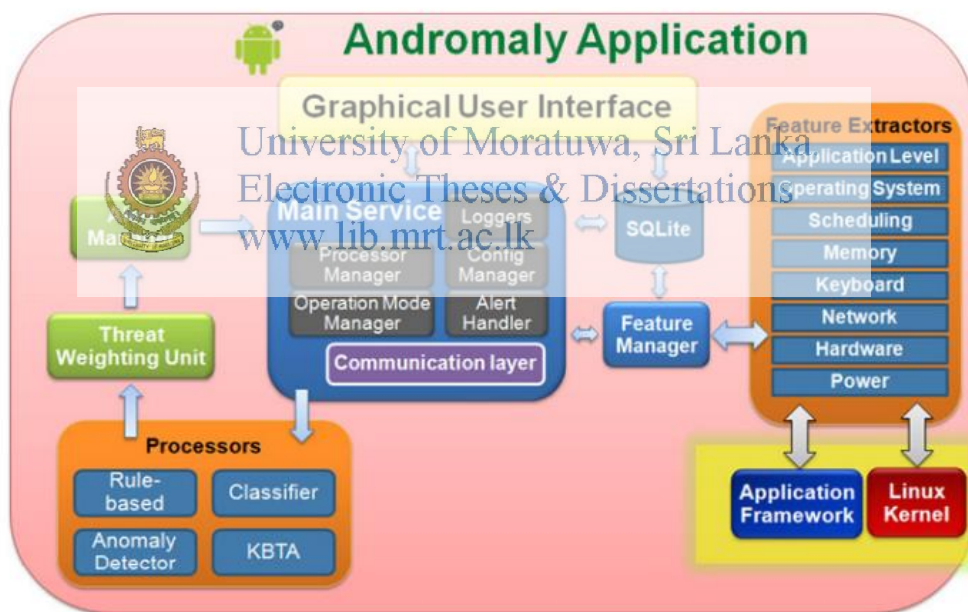 Andromaly Application
Graphical User Interface
University of Moratuwa, Sri Lanka
Electronic Theses & Dissertations
www.lib.mrt.ac.lk
Main Service
Loggers
Processor
Manager
Config
Manager
Operation Mode
Manager
Alert
Handler
Communication layer
SQLite
Feature
Manager
Feature Extractors
Application Level
Operating System
Scheduling
Memory
Keyboard
Network
Hardware
Power
Threat
Weighting Unit
Processors
Rule-
based
Classifier
Anomaly
Detector
KBTA
Application
Framework
Linux
Kernel